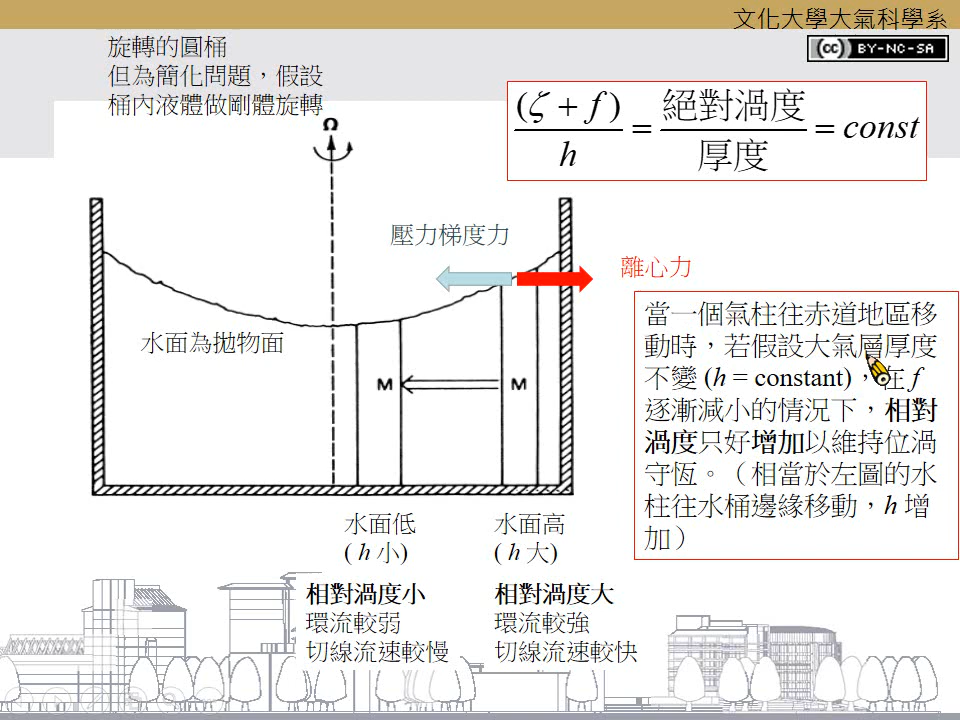 文化大學大氣科學系
BY-NC-SA
旋轉的圓桶
但為簡化問題，假設
桶內液體做剛體旋轉
Ω
(ζ + f) / h = 絕對渦度 / 厚度 = const
壓力梯度力
離心力
水面為拋物面
M
M
當一個氣柱往赤道地區移
動時，若假設大氣層厚度
不變 (h = constant)，在 f
逐漸減小的情況下，相對
渦度只好增加以維持位渦
守恆。（相當於左圖的水
柱往水桶邊緣移動，h 增
加）
水面低
( h 小)
水面高
( h 大)
相對渦度小
環流較弱
切線流速較慢
相對渦度大
環流較強
切線流速較快